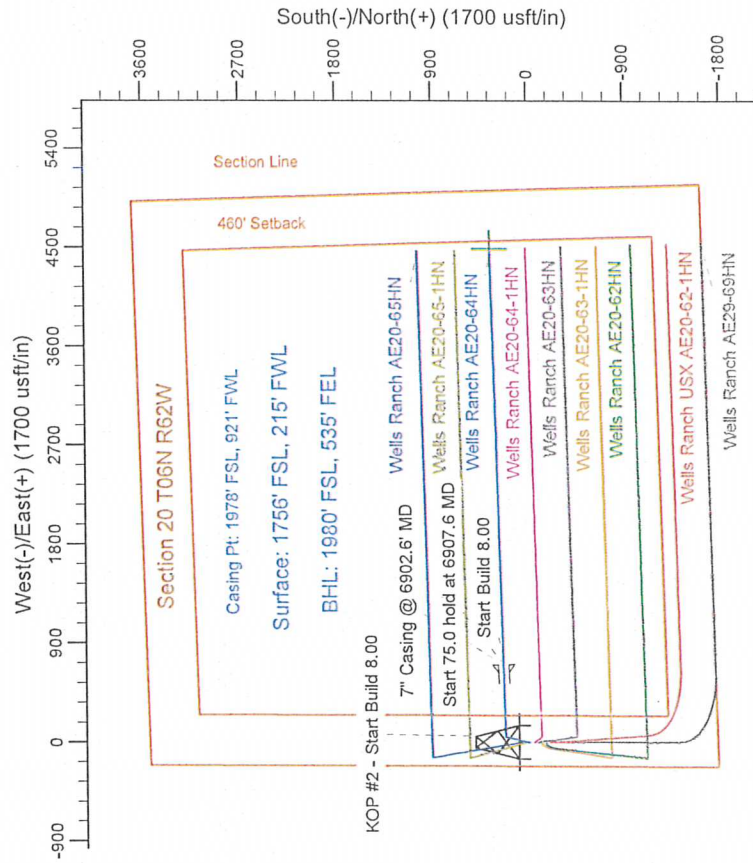 South(-)/North(+) (1700 usft/in)
3600
2700
1800
900
0
-900
-1800
West(-)/East(+) (1700 usft/in)
5400
4500
3600
2700
1800
900
0
-900
Section Line
460' Setback
Section 20 T06N R62W
Casing Pt: 1978' FSL, 921' FWL
Surface: 1756' FSL, 215' FWL
BHL: 1980' FSL, 535' FEL
KOP #2 - Start Build 8.00
7" Casing @ 6902.6' MD
Start 75.0 hold at 6907.6 MD
Start Build 8.00
Wells Ranch AE20-65HN
Wells Ranch AE20-65-1HN
Wells Ranch AE20-64HN
Wells Ranch AE20-64-1HN
Wells Ranch AE20-63HN
Wells Ranch AE20-63-1HN
Wells Ranch AE20-62HN
Wells Ranch USX AE20-62-1HN
Wells Ranch AE29-69HN